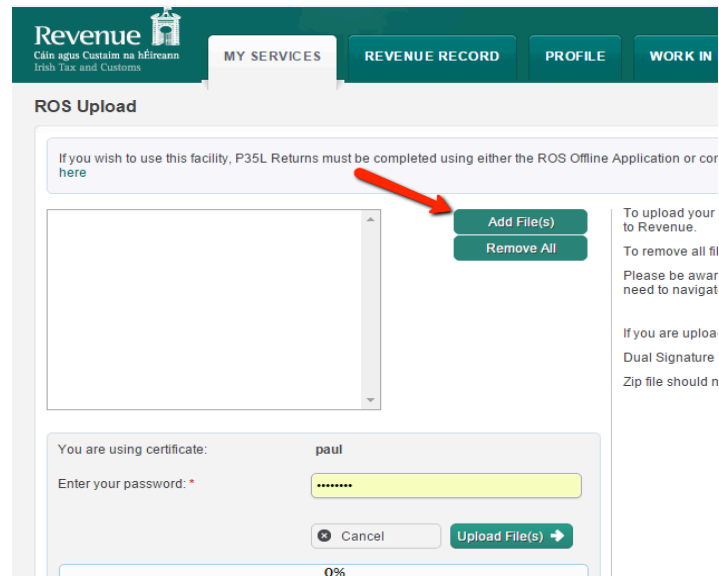 Revenue
Cáin agus Custaim na hÉireann
Irish Tax and Customs
MY SERVICES
REVENUE RECORD
PROFILE
WORK IN
ROS Upload
If you wish to use this facility, P35L Returns must be completed using either the ROS Offline Application or cor
here
Add File(s)
Remove All
To upload your
to Revenue.
To remove all fil
Please be awar
need to navigat
If you are uploa
Dual Signature
Zip file should n
You are using certificate: paul
Enter your password: *
Cancel
Upload File(s)
0%